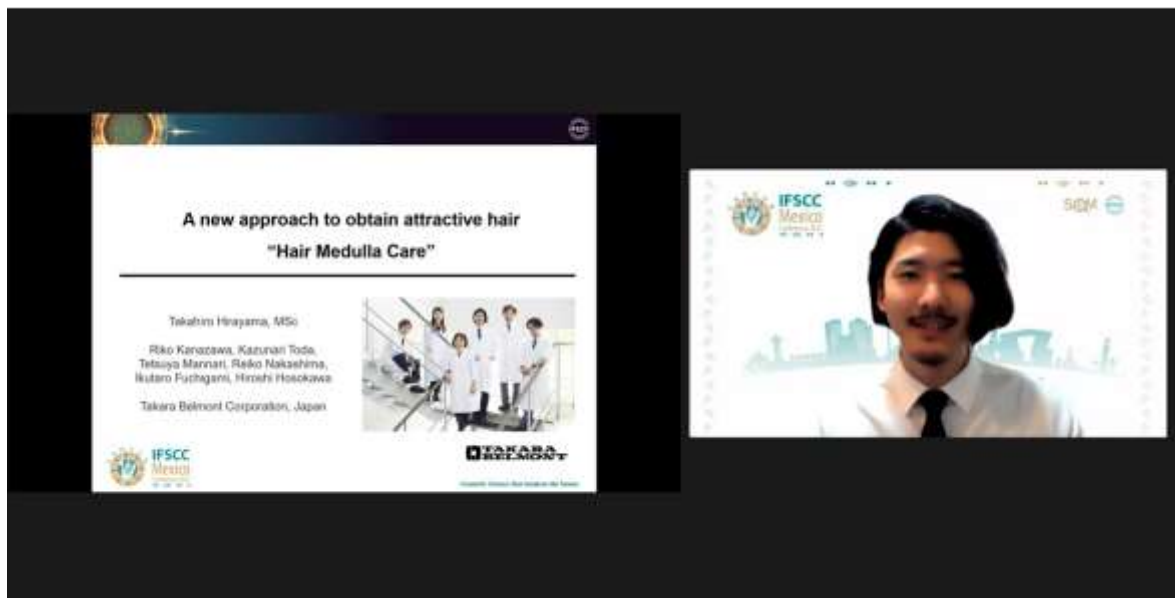 A new approach to obtain attractive hair
“Hair Medulla Care”
Takahiro Hirayama, MSc
Riko Kanazawa, Kazunari Toda,
Tetsuya Mannari, Reiko Nakashima,
Ikutaro Fuchigami, Hiroshi Hosokawa
Takara Belmont Corporation, Japan
IFSCC
Mexico
TAKARA
BELMONT
IFSCC
Mexico